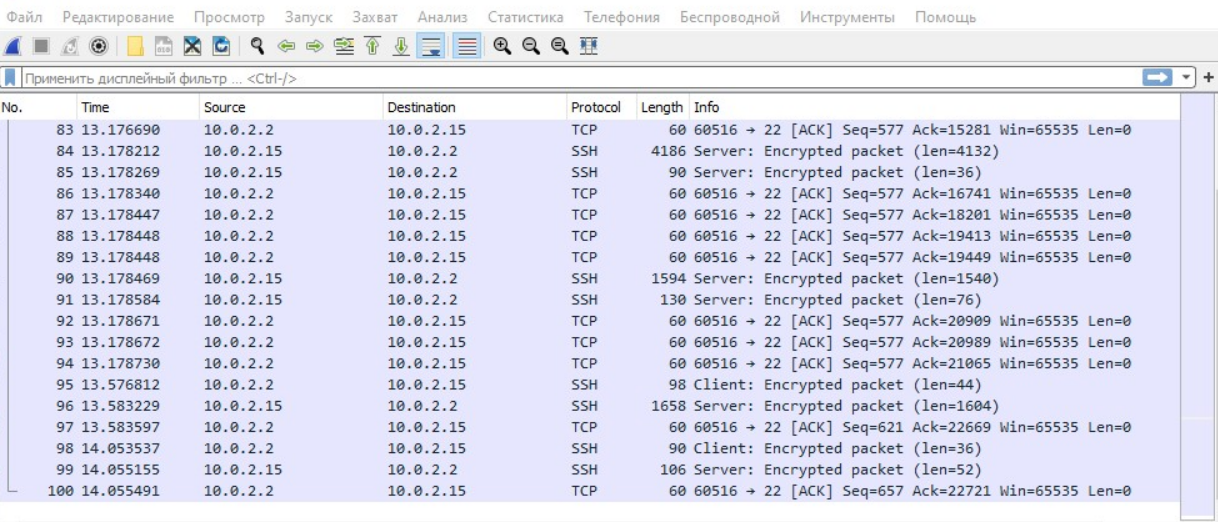 Файл Редактирование Просмотр Запуск Захват Анализ Статистика Телефония Беспроводной Инструменты Помощь
Применить дисплейный фильтр ... <Ctrl-/>
No. Time Source Destination Protocol Length Info
83 13.176690 10.0.2.2 10.0.2.15 TCP 60 60516 → 22 [ACK] Seq=577 Ack=15281 Win=65535 Len=0
84 13.178212 10.0.2.15 10.0.2.2 SSH 4186 Server: Encrypted packet (len=4132)
85 13.178269 10.0.2.15 10.0.2.2 SSH 90 Server: Encrypted packet (len=36)
86 13.178340 10.0.2.2 10.0.2.15 TCP 60 60516 → 22 [ACK] Seq=577 Ack=16741 Win=65535 Len=0
87 13.178447 10.0.2.2 10.0.2.15 TCP 60 60516 → 22 [ACK] Seq=577 Ack=18201 Win=65535 Len=0
88 13.178448 10.0.2.2 10.0.2.15 TCP 60 60516 → 22 [ACK] Seq=577 Ack=19413 Win=65535 Len=0
89 13.178448 10.0.2.2 10.0.2.15 TCP 60 60516 → 22 [ACK] Seq=577 Ack=19449 Win=65535 Len=0
90 13.178469 10.0.2.15 10.0.2.2 SSH 1594 Server: Encrypted packet (len=1540)
91 13.178584 10.0.2.15 10.0.2.2 SSH 130 Server: Encrypted packet (len=76)
92 13.178671 10.0.2.2 10.0.2.15 TCP 60 60516 → 22 [ACK] Seq=577 Ack=20909 Win=65535 Len=0
93 13.178672 10.0.2.2 10.0.2.15 TCP 60 60516 → 22 [ACK] Seq=577 Ack=20989 Win=65535 Len=0
94 13.178730 10.0.2.2 10.0.2.15 TCP 60 60516 → 22 [ACK] Seq=577 Ack=21065 Win=65535 Len=0
95 13.576812 10.0.2.2 10.0.2.15 SSH 98 Client: Encrypted packet (len=44)
96 13.583229 10.0.2.15 10.0.2.2 SSH 1658 Server: Encrypted packet (len=1604)
97 13.583597 10.0.2.2 10.0.2.15 TCP 60 60516 → 22 [ACK] Seq=621 Ack=22669 Win=65535 Len=0
98 14.053537 10.0.2.2 10.0.2.15 SSH 90 Client: Encrypted packet (len=36)
99 14.055155 10.0.2.15 10.0.2.2 SSH 106 Server: Encrypted packet (len=52)
100 14.055491 10.0.2.2 10.0.2.15 TCP 60 60516 → 22 [ACK] Seq=657 Ack=22721 Win=65535 Len=0